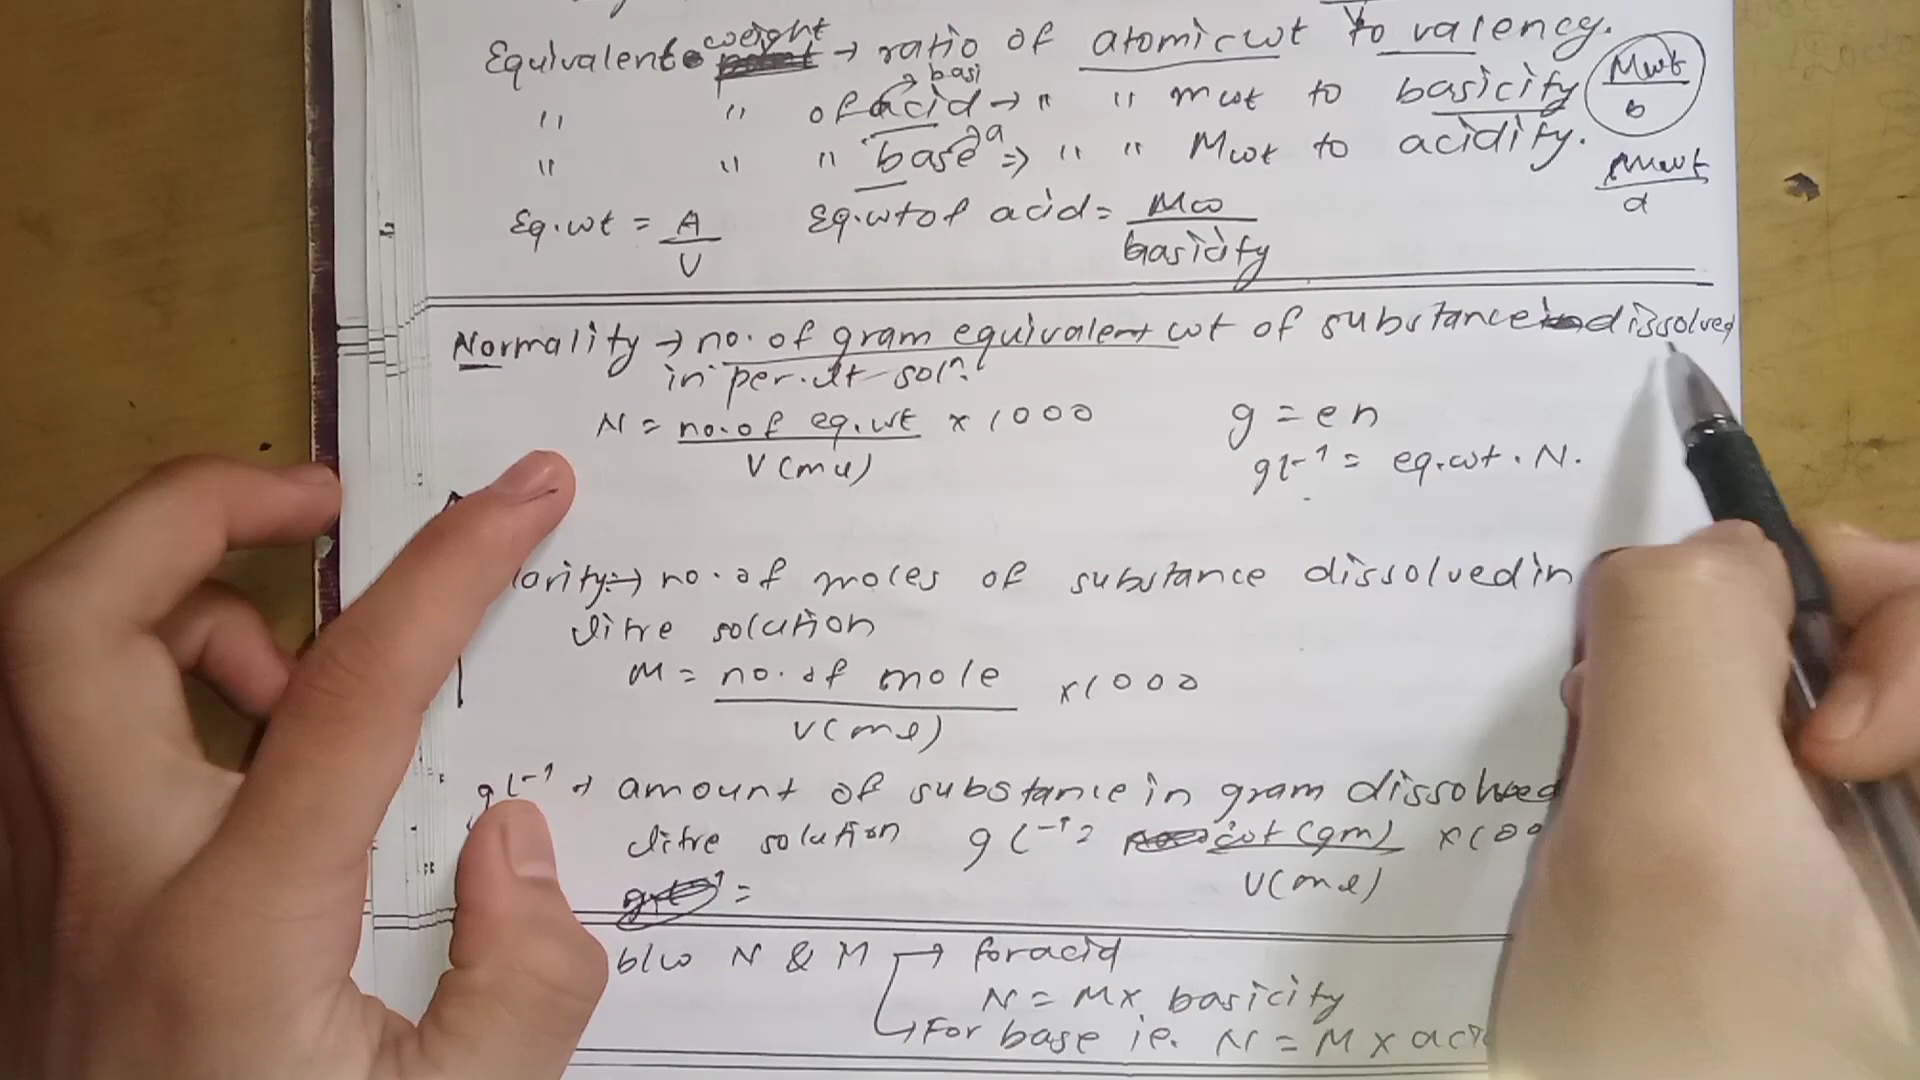 Equivalent weight → ratio of atomic wt to valency.
basi
" " of acid → " " mwt to basicity Mwt/b
" " " base a ⇒ " " Mwt to acidity. Mwt/a
Eq.wt = A/V Eq.wt of acid = Mw/basicity
Normality → no. of gram equivalent wt of substance dissolved
in per lt solⁿ.
N = no. of eq.wt/V(ml) × 1000 g = en
gl⁻¹ = eq.wt . N.
larity:→ no. of moles of substance dissolved in
litre solution
M = no. of mole/V(ml) ×1000
gl⁻¹ → amount of substance in gram dissolved
litre solution gl⁻¹ = wt(gm)/V(ml) ×100
=
b/w N & M → for acid
N = M× basicity
→ For base ie. N = M × aci